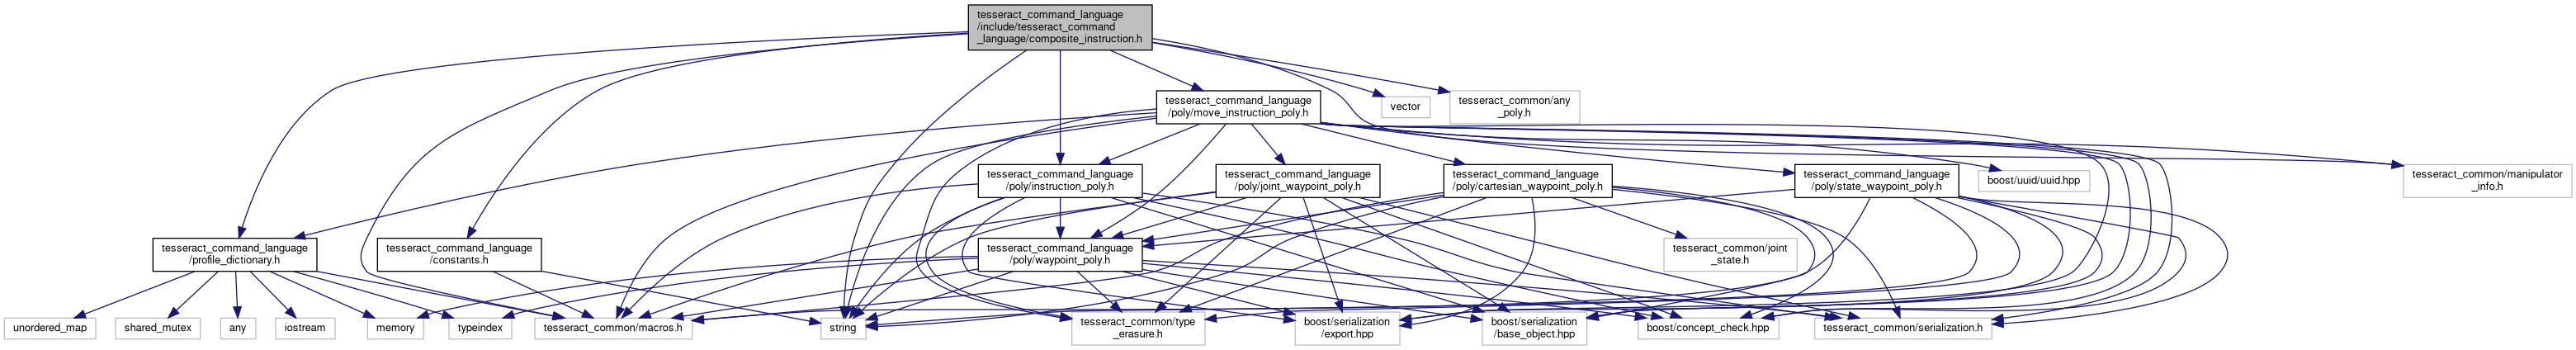 tesseract_command_language
/include/tesseract_command
_language/composite_instruction.h
tesseract_command_language
/poly/move_instruction_poly.h
vector
tesseract_common/any
_poly.h
tesseract_command_language
/poly/instruction_poly.h
tesseract_command_language
/poly/joint_waypoint_poly.h
tesseract_command_language
/poly/cartesian_waypoint_poly.h
tesseract_command_language
/poly/state_waypoint_poly.h
boost/uuid/uuid.hpp
tesseract_common/manipulator
_info.h
tesseract_command_language
/profile_dictionary.h
tesseract_command_language
/constants.h
tesseract_command_language
/poly/waypoint_poly.h
tesseract_common/joint
_state.h
unordered_map
shared_mutex
any
iostream
memory
typeindex
tesseract_common/macros.h
string
tesseract_common/type
_erasure.h
boost/serialization
/export.hpp
boost/serialization
/base_object.hpp
boost/concept_check.hpp
tesseract_common/serialization.h